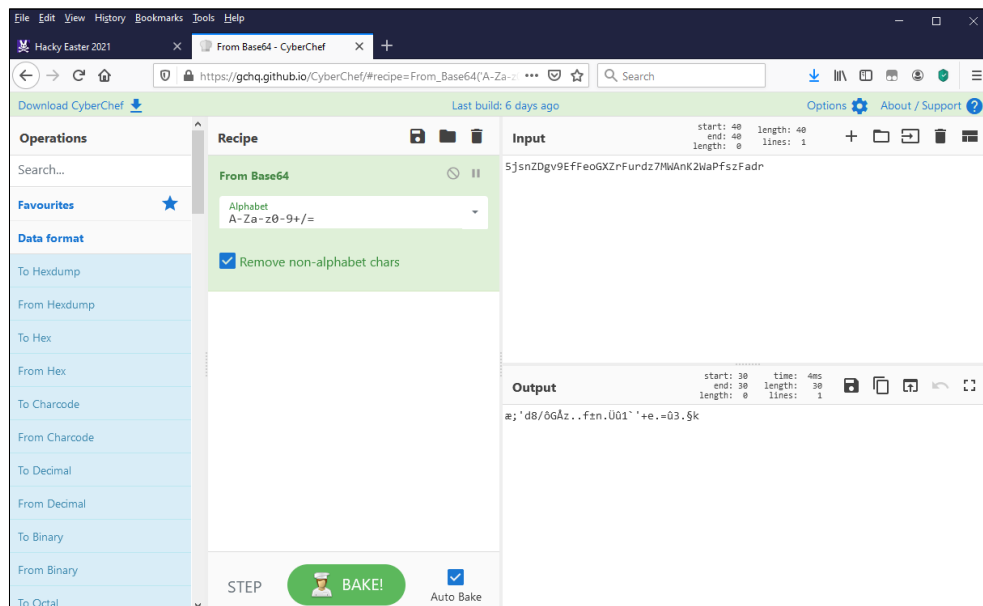 File Edit View History Bookmarks Tools Help
Hacky Easter 2021
From Base64 - CyberChef
https://gchq.github.io/CyberChef/#recipe=From_Base64('A-Za-z
Search
Download CyberChef
Last build: 6 days ago
Options
About / Support
Operations
Search...
Favourites
Data format
To Hexdump
From Hexdump
To Hex
From Hex
To Charcode
From Charcode
To Decimal
From Decimal
To Binary
From Binary
To Octal
Recipe
From Base64
Alphabet
A-Za-z0-9+/=
Remove non-alphabet chars
STEP
BAKE!
Auto Bake
Input
start: 40
end: 40
length: 0
length: 40
lines: 1
5jsnZDgv9EfFeoGXZrFurdz7MWAnK2WaPfszFadr
Output
start: 30
end: 30
length: 0
time: 4ms
length: 30
lines: 1
æ;'d8/ôGÅz..f±n.Üû1`'+e.=û3.§k